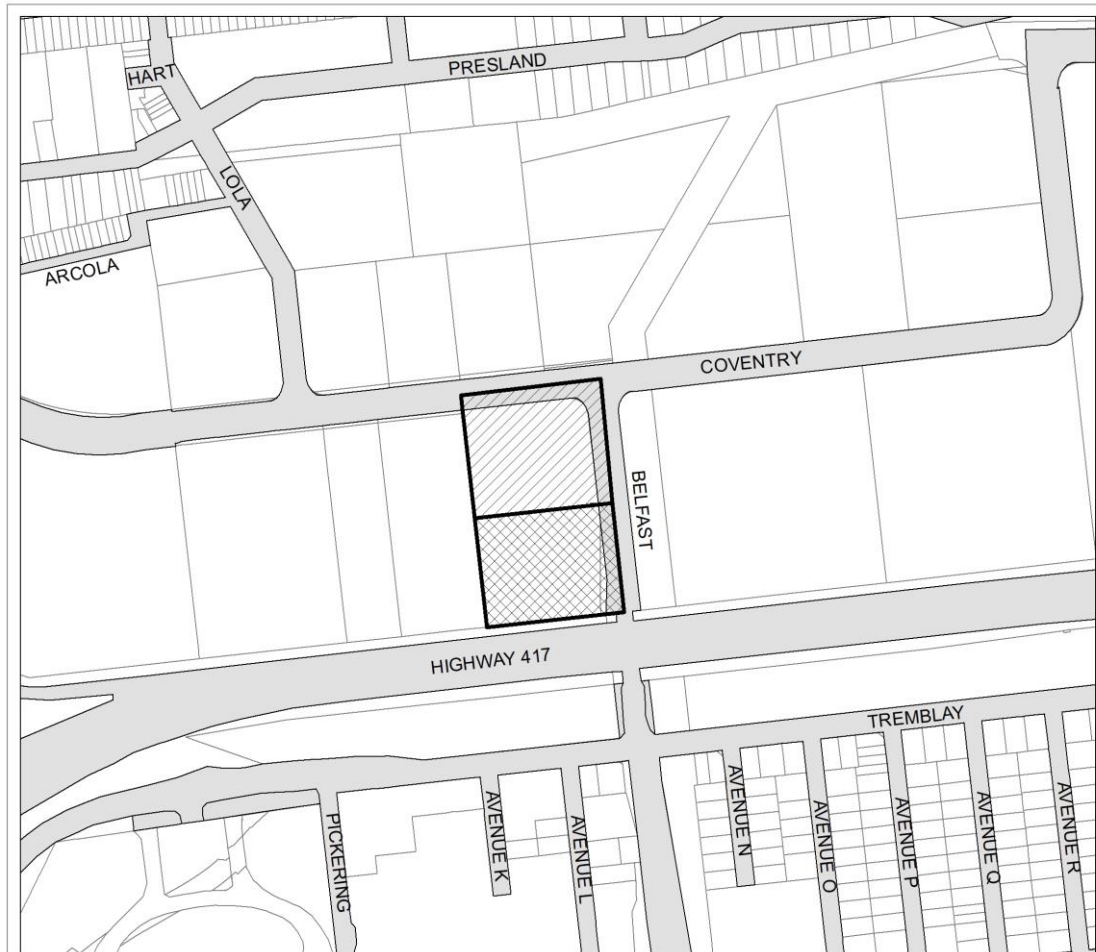 HART
PRESLAND
LOLA
ARCOLA
COVENTRY
BELFAST
HIGHWAY 417
TREMBLAY
PICKERING
AVENUE K
AVENUE L
AVENUE N
AVENUE O
AVENUE P
AVENUE Q
AVENUE R